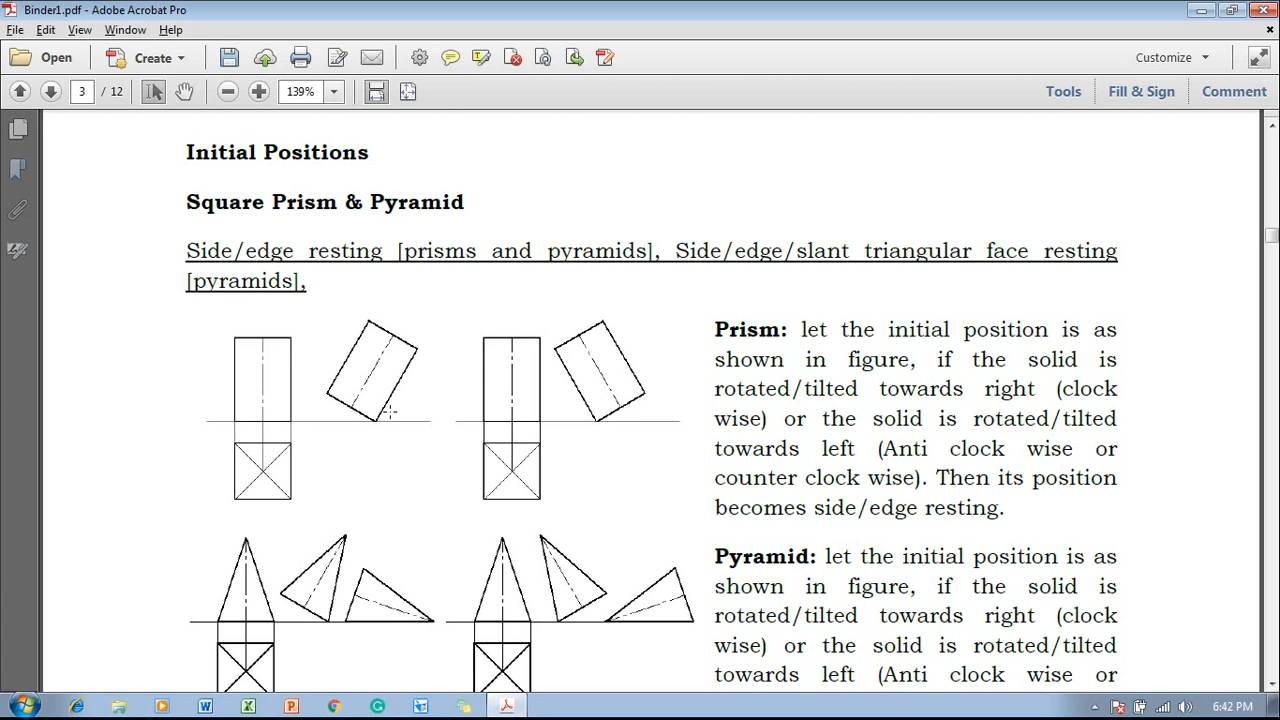 Binder1.pdf - Adobe Acrobat Pro
File Edit View Window Help
Open Create Customize
3 / 12 139% Tools Fill & Sign Comment
Initial Positions
Square Prism & Pyramid
Side/edge resting [prisms and pyramids], Side/edge/slant triangular face resting
[pyramids],
Prism: let the initial position is as
shown in figure, if the solid is
rotated/tilted towards right (clock
wise) or the solid is rotated/tilted
towards left (Anti clock wise or
counter clock wise). Then its position
becomes side/edge resting.
Pyramid: let the initial position is as
shown in figure, if the solid is
rotated/tilted towards right (clock
wise) or the solid is rotated/tilted
towards left (Anti clock wise or
6:42 PM